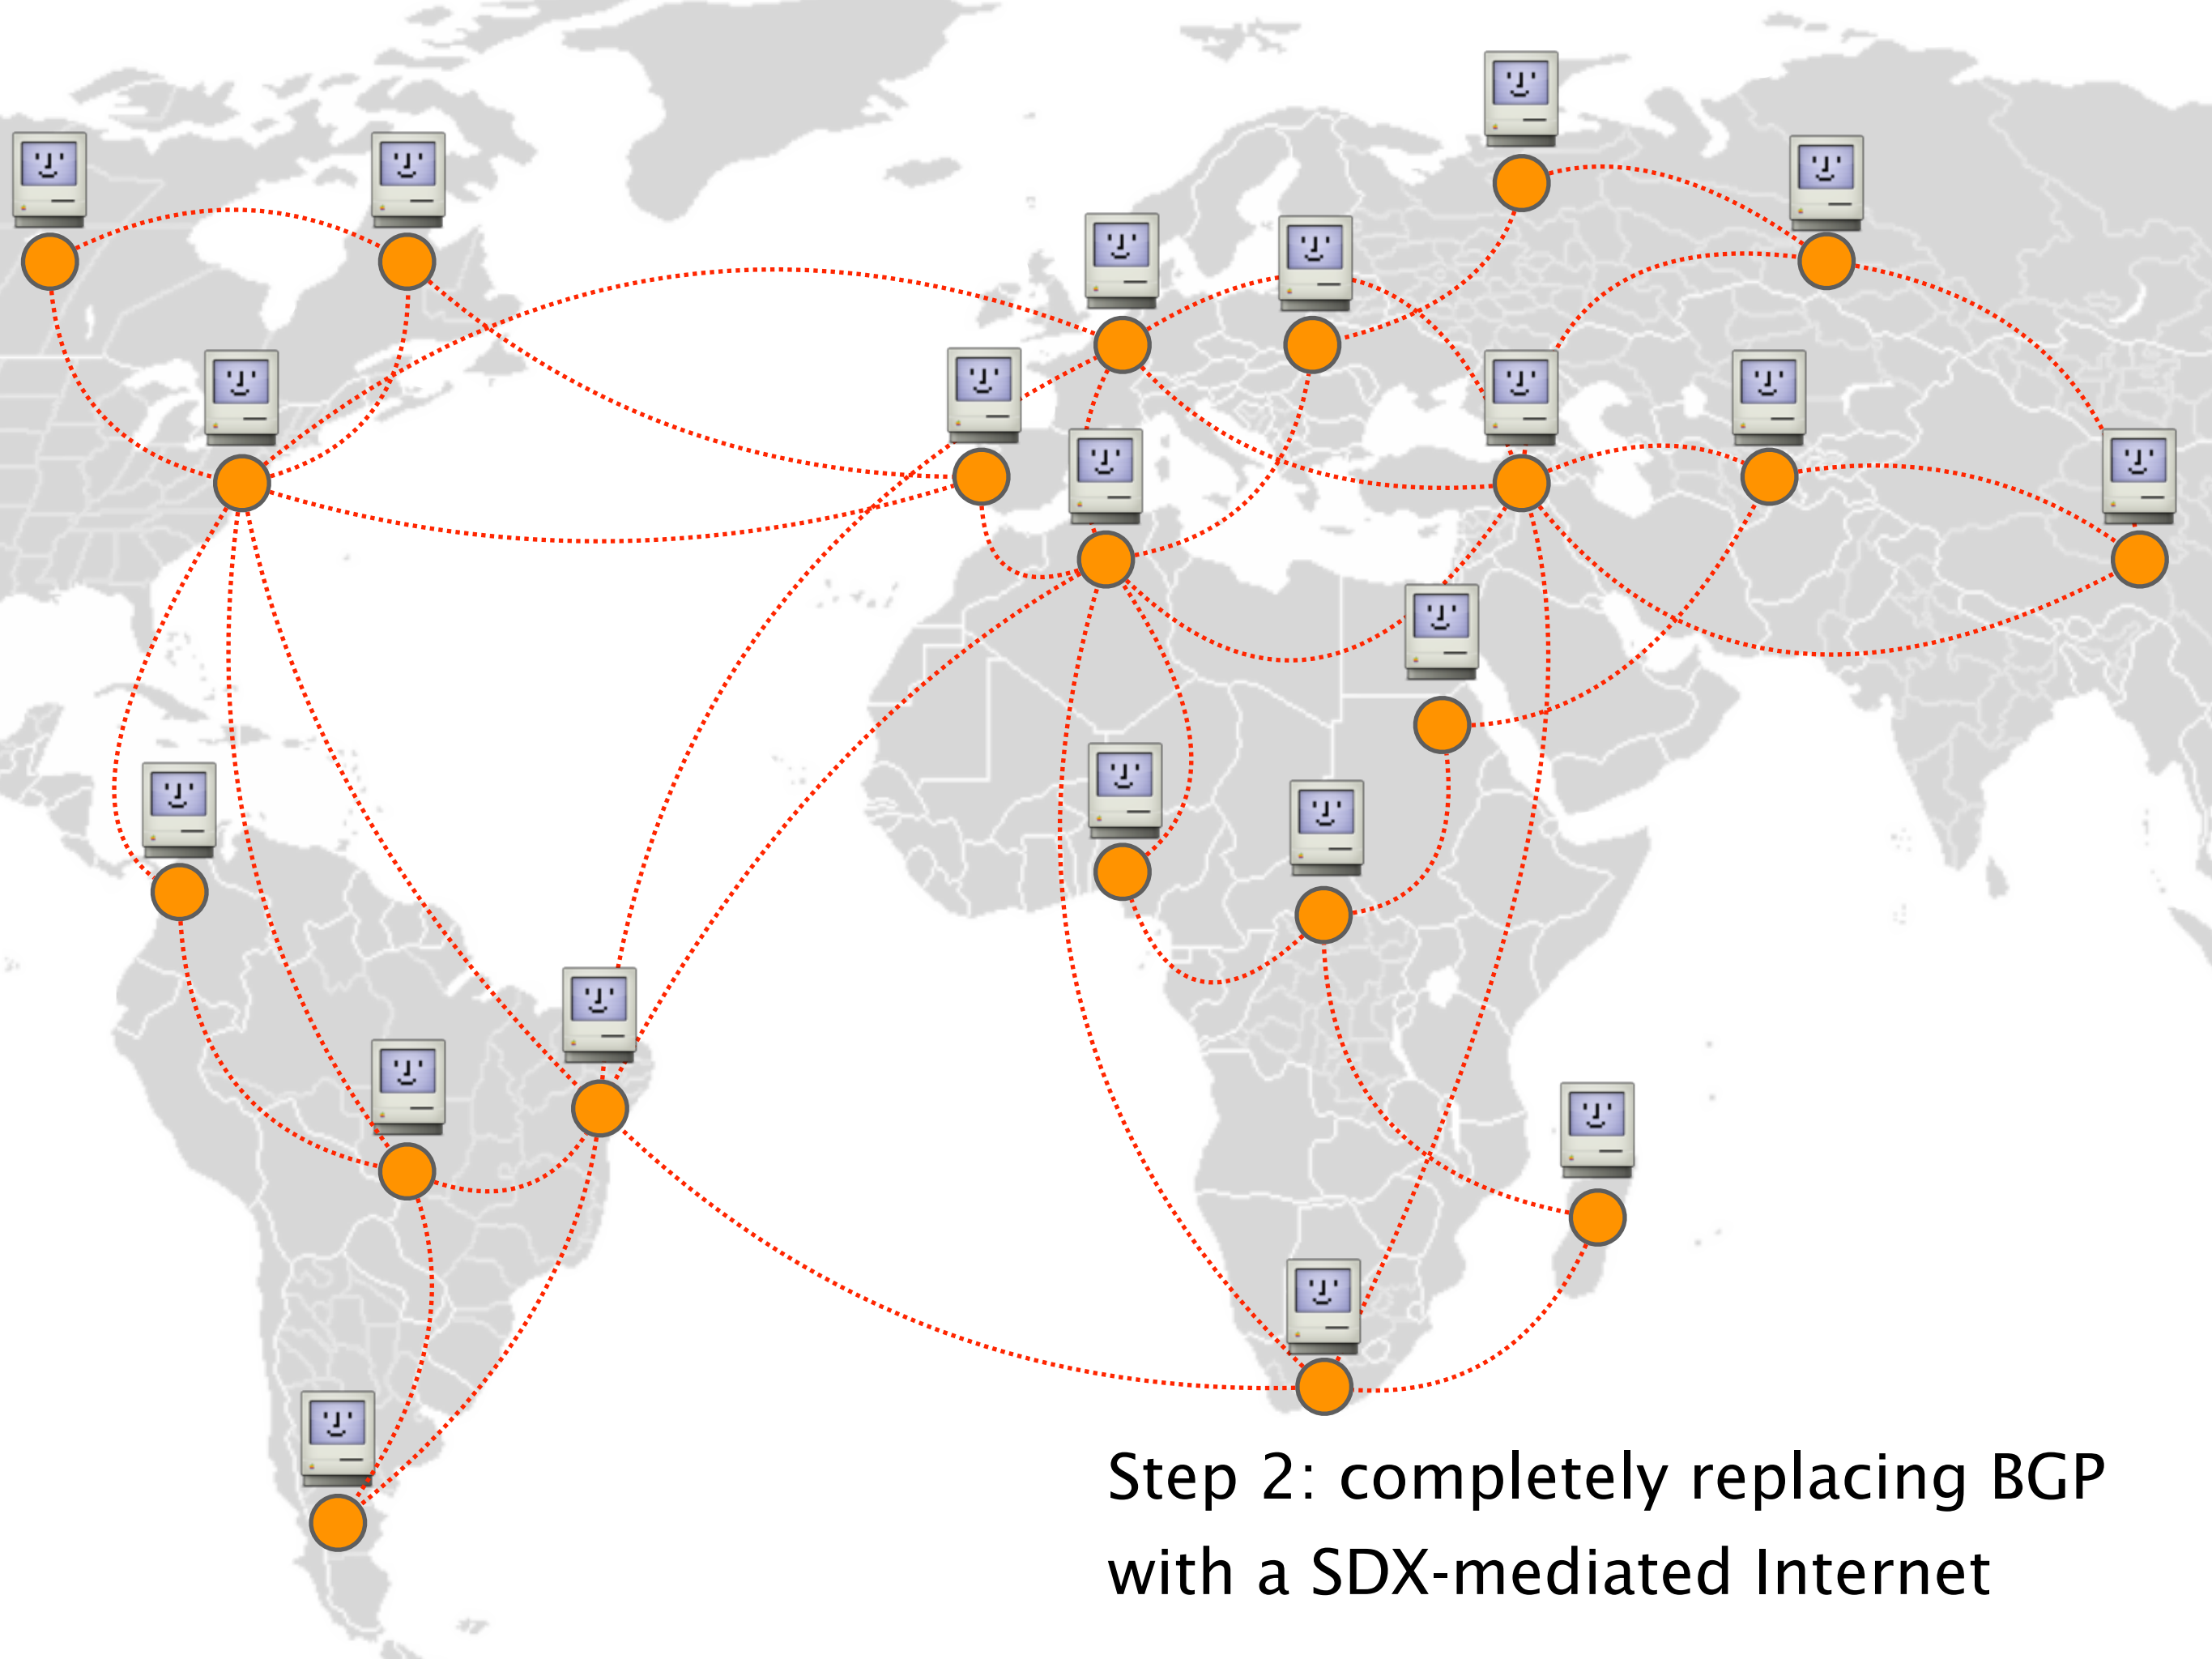 Step 2: completely replacing BGP
with a SDX-mediated Internet